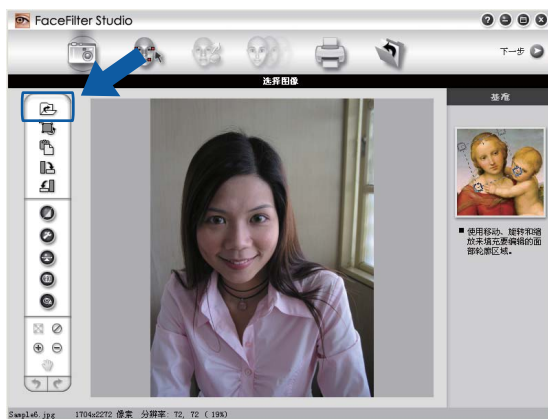 FaceFilter Studio
下一步
选择图像
基准
■ 使用移动、旋转和缩
放来填充要编辑的面
部轮廓区域。
Sample6.jpg 1704x2272 像素 分辨率: 72, 72 ( 19%)